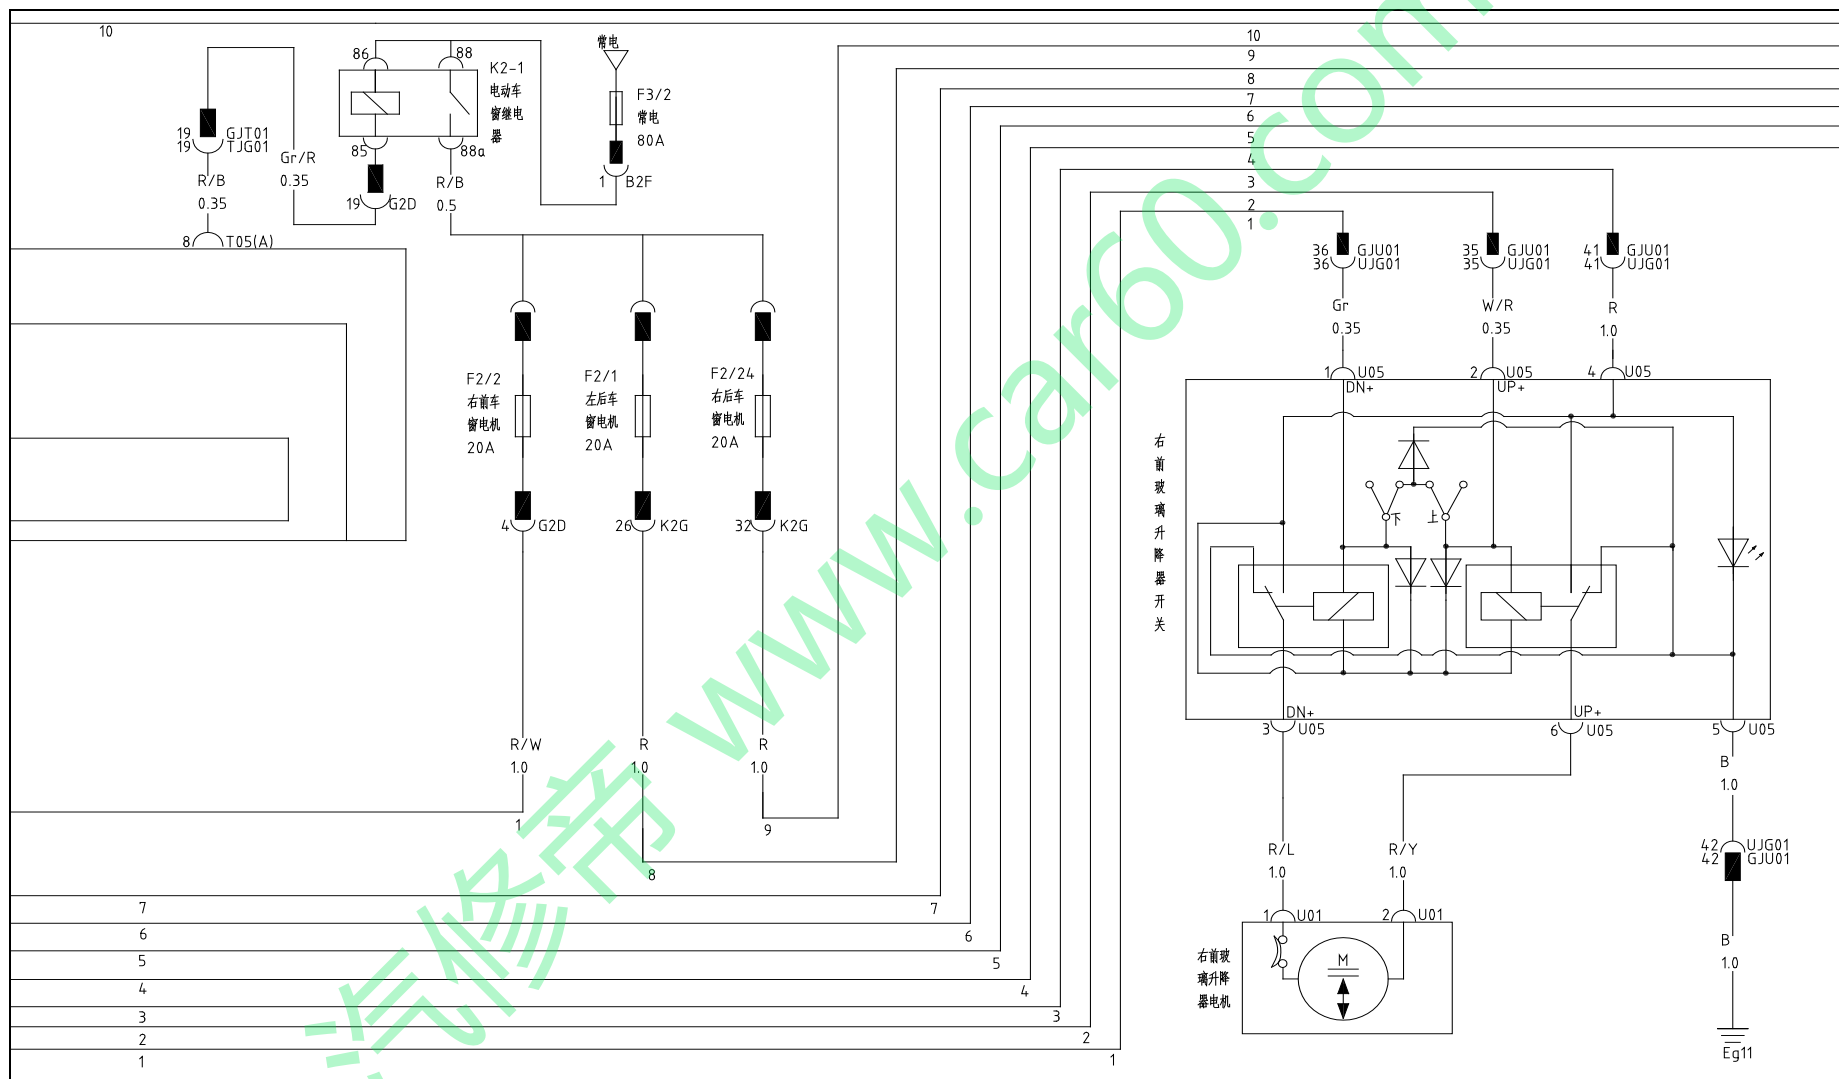 10
常电
86
88
K2-1
电动车
窗继电
器
F3/2
常电
80A
85
88a
19 GJT01
19 TJG01
Gr/R
0.35
R/B
0.35
19 G2D
R/B
0.5
1 B2F
8 T05(A)
F2/2
右前车
窗电机
20A
F2/1
左后车
窗电机
20A
F2/24
右后车
窗电机
20A
4 G2D
26 K2G
32 K2G
R/W
1.0
R
1.0
R
1.0
1
8
9
7
6
5
4
3
2
1
7
6
5
4
3
2
1
10
9
8
7
6
5
4
3
2
1
36 GJU01
36 UJG01
35 GJU01
35 UJG01
41 GJU01
41 UJG01
Gr
0.35
W/R
0.35
R
1.0
1 U05
DN+
2 U05
UP+
4 U05
右
前
玻
璃
升
降
器
开
关
下
上
DN+
3 U05
UP+
6 U05
5 U05
B
1.0
R/L
1.0
R/Y
1.0
42 UJG01
42 GJU01
1 U01
2 U01
右前玻
璃升降
器电机
M
B
1.0
Eg11
汽修帝 www.car60.com